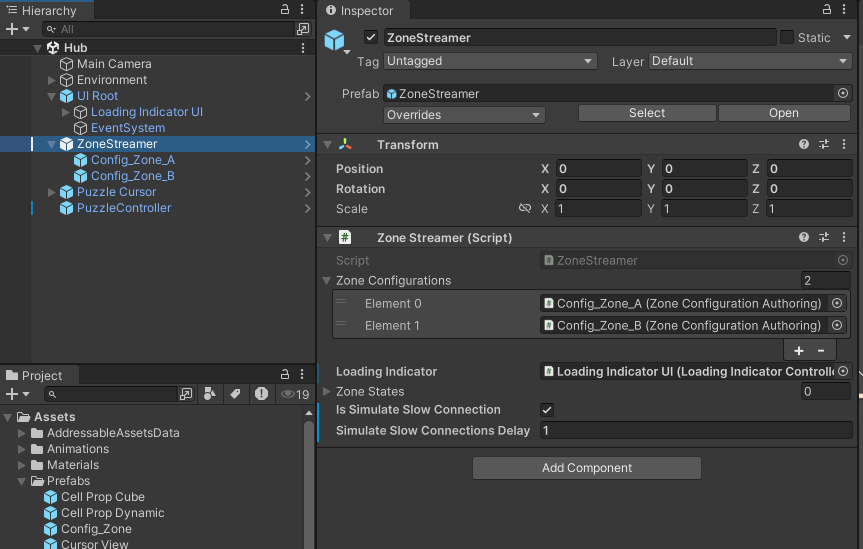 Hierarchy
All
Hub
Main Camera
Environment
UI Root
Loading Indicator UI
EventSystem
ZoneStreamer
Config_Zone_A
Config_Zone_B
Puzzle Cursor
PuzzleController
Project
19
Assets
AddressableAssetsData
Animations
Materials
Prefabs
Cell Prop Cube
Cell Prop Dynamic
Config_Zone
Cursor View
Inspector
ZoneStreamer
Static
Tag Untagged
Layer Default
Prefab ZoneStreamer
Overrides Select Open
Transform
Position X 0 Y 0 Z 0
Rotation X 0 Y 0 Z 0
Scale X 1 Y 1 Z 1
# Zone Streamer (Script)
Script # ZoneStreamer
Zone Configurations 2
Element 0 # Config_Zone_A (Zone Configuration Authoring)
Element 1 # Config_Zone_B (Zone Configuration Authoring)
+ -
Loading Indicator # Loading Indicator UI (Loading Indicator Controlle
Zone States 0
Is Simulate Slow Connection
Simulate Slow Connections Delay 1
Add Component